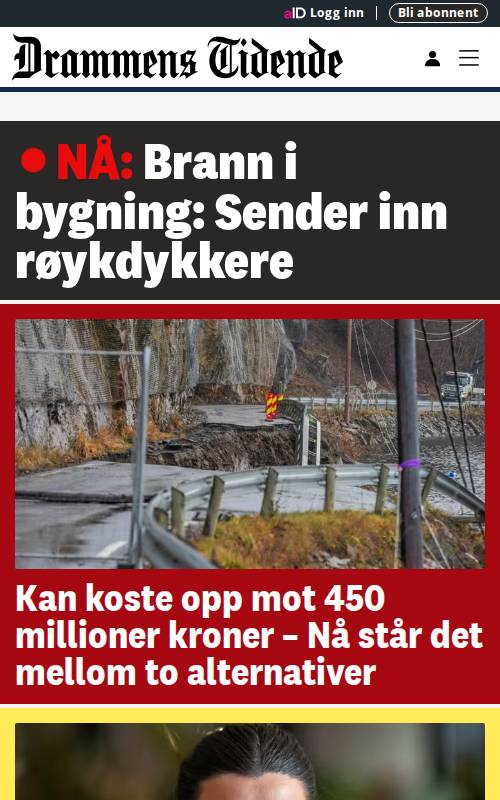 aID Logg inn
Bli abonnent
Drammens Tidende
NÅ: Brann i
bygning: Sender inn
røykdykkere
Kan koste opp mot 450
millioner kroner – Nå står det
mellom to alternativer